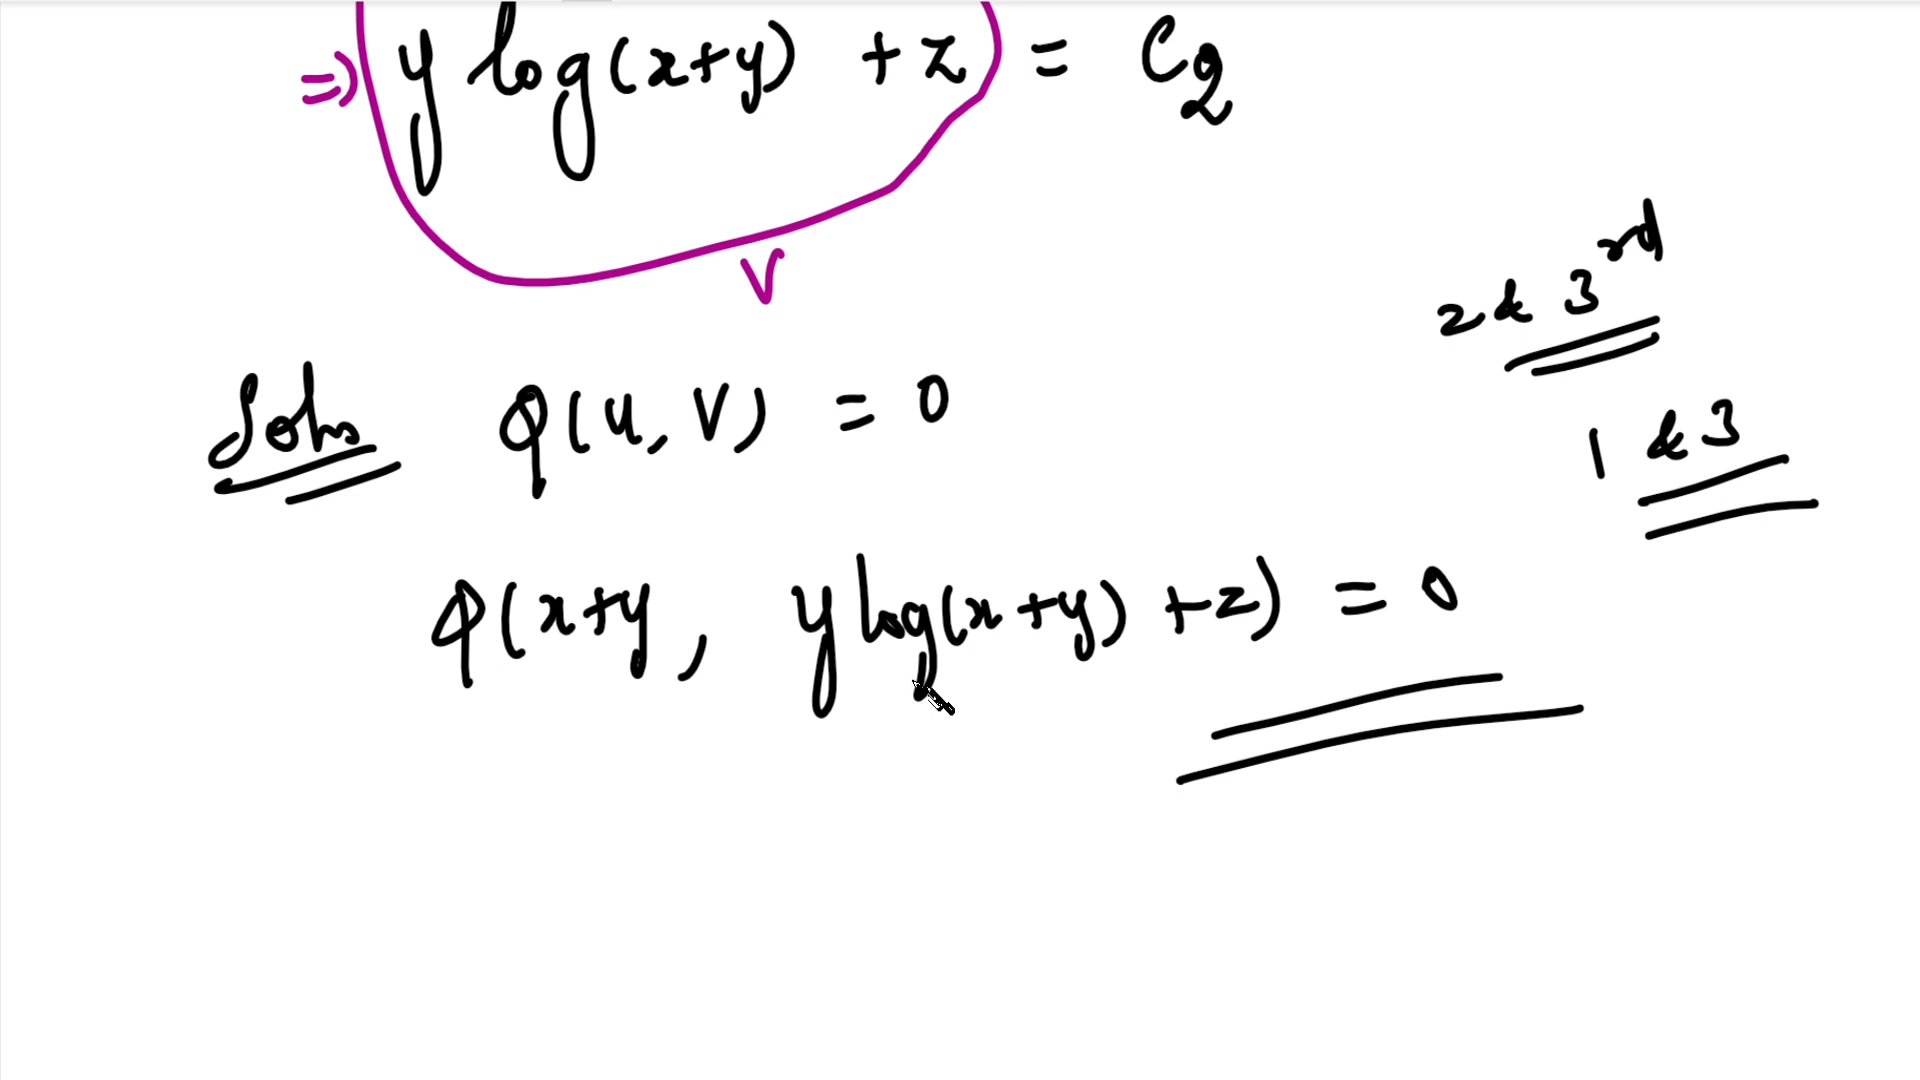 ⇒ y log(x+y) + z = C2
V
2 & 3rd
Soln φ(u, v) = 0
1 & 3
φ(x+y, y log(x+y) + z) = 0